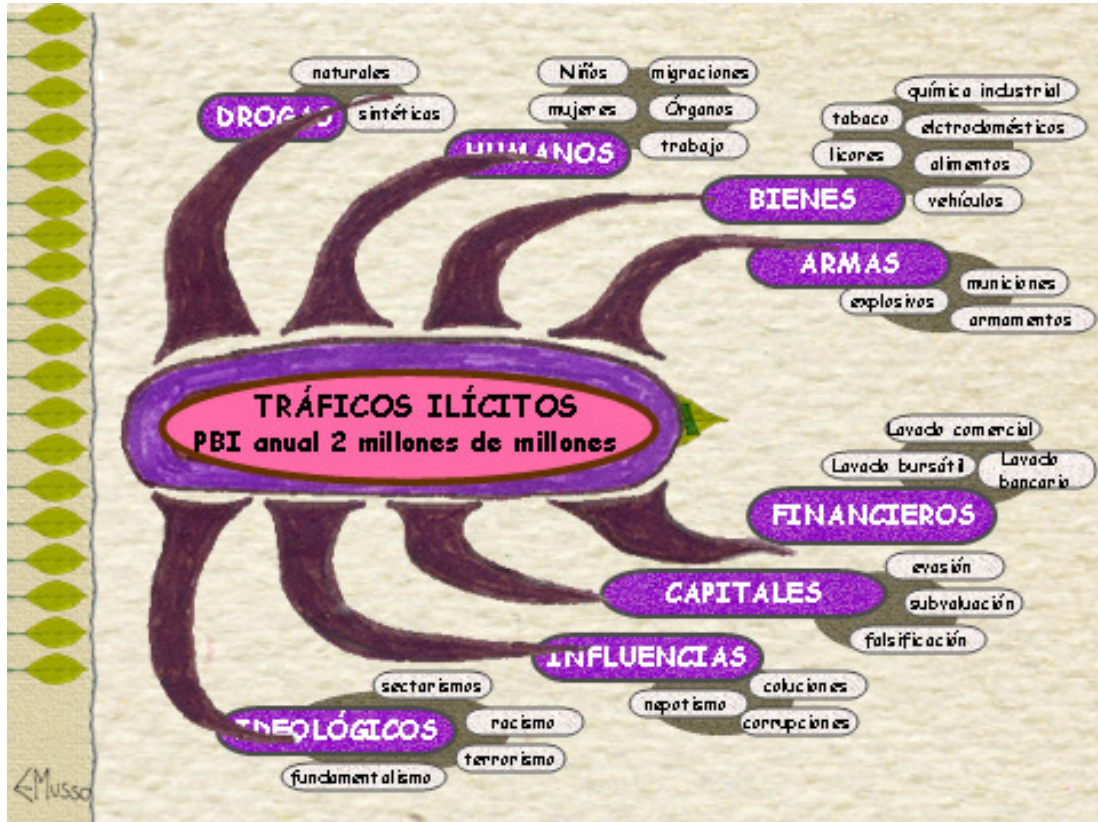 naturales
DROGAS
sintéticas
Niños
migraciones
mujeres
Órganos
HUMANOS
trabajo
química industrial
tabaco
elctrodomésticos
licores
alimentos
BIENES
vehículos
ARMAS
municiones
explosivos
armamentos
TRÁFICOS ILÍCITOS
PBI anual 2 millones de millones
Lavado comercial
Lavado bursátil
Lavado
bancario
FINANCIEROS
evasión
CAPITALES
subvaluación
falsificación
INFLUENCIAS
coluciones
nepotismo
corrupciones
sectarismos
IDEOLÓGICOS
racismo
terrorismo
fundamentalismo
EMusso